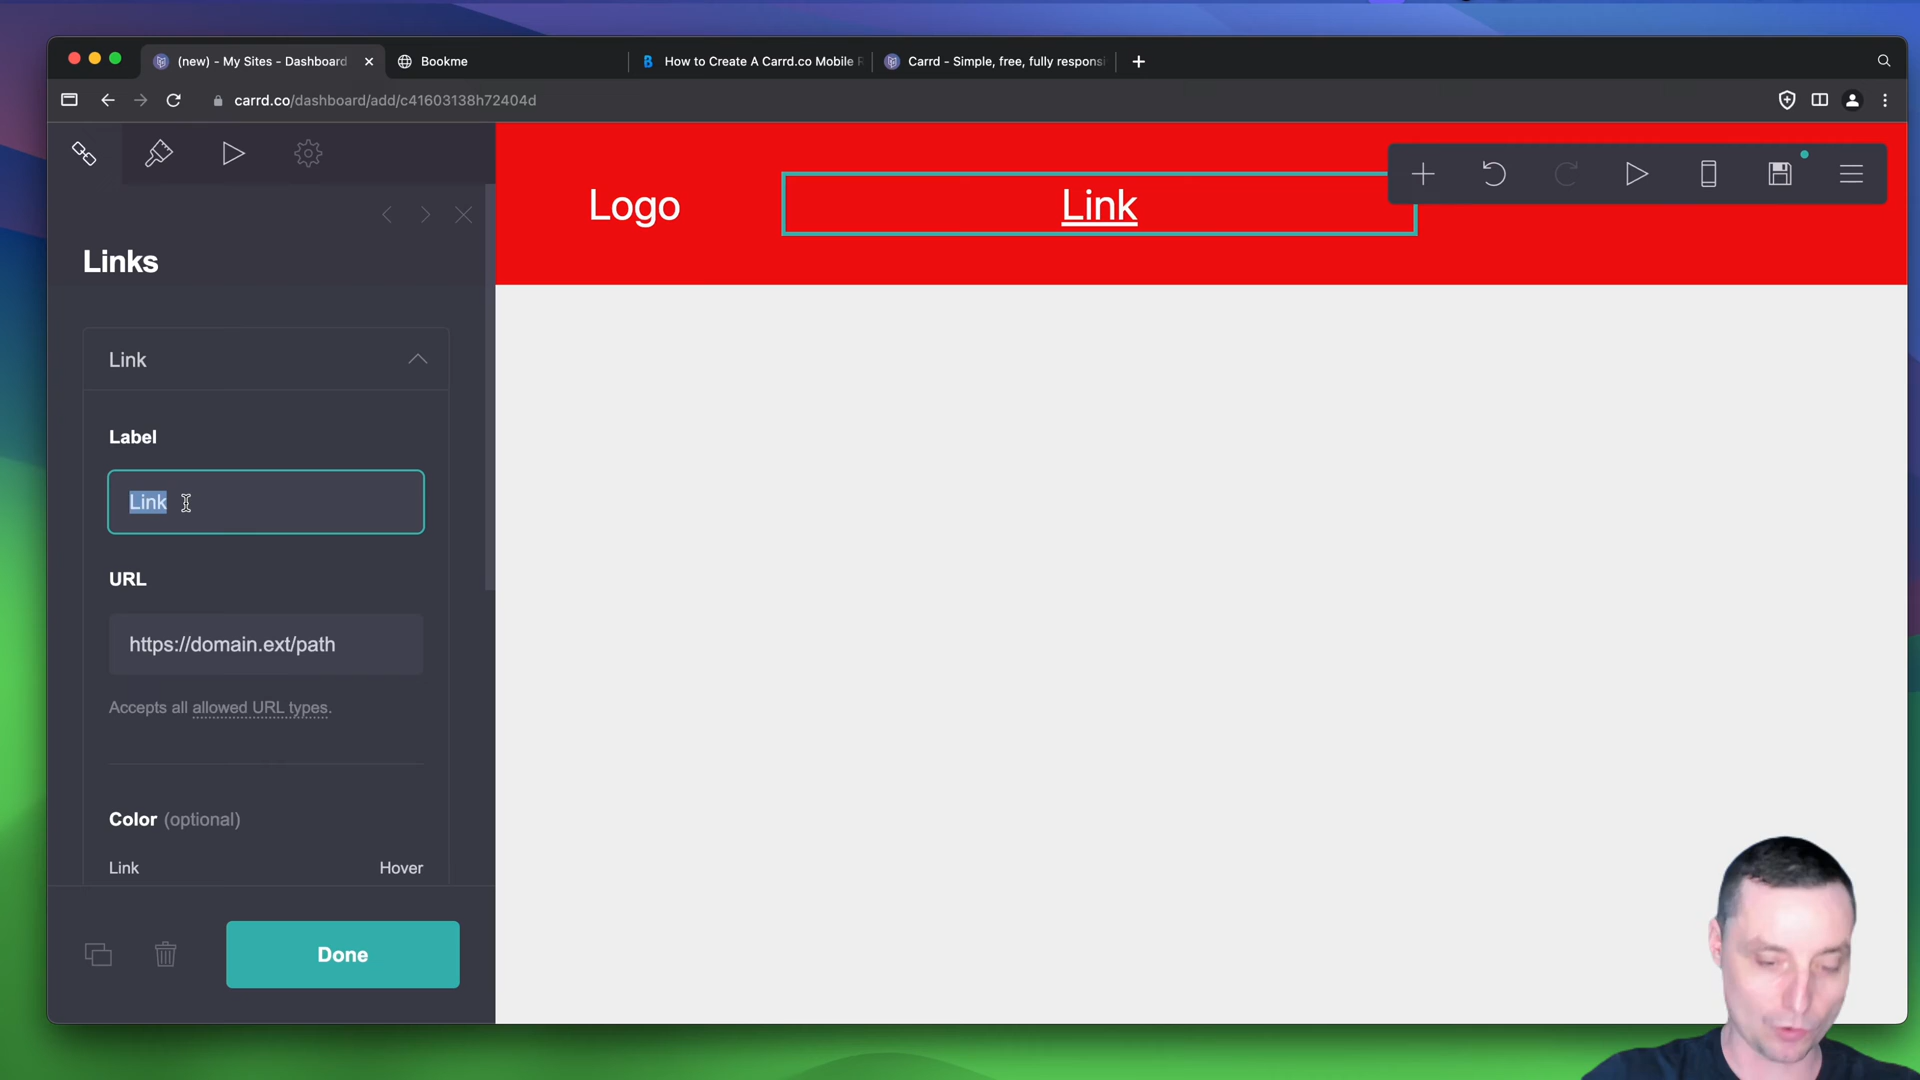 (new) - My Sites - Dashboard
Bookme
How to Create A Carrd.co Mobile R
Carrd - Simple, free, fully responsi
carrd.co/dashboard/add/c41603138h72404d
Logo
Link
Links
Link
Label
Link
URL
https://domain.ext/path
Accepts all allowed URL types.
Color (optional)
Link
Hover
Done